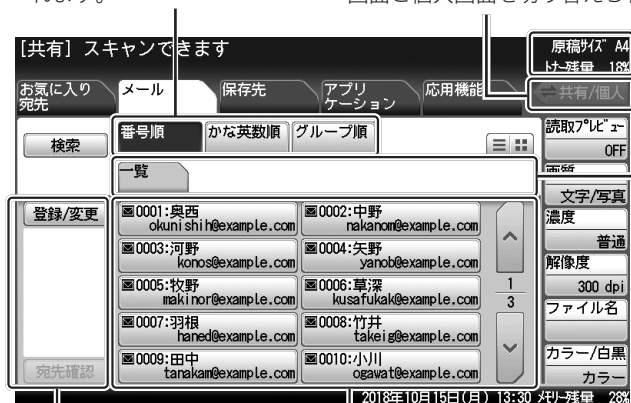 [共有] スキャンできます
原稿サイズ A4
トナー残量 18%
お気に入り
宛先
メール
保存先
アプリ
ケーション
応用機能
共有/個人
検索
番号順
かな英数順
グループ順
読取プレビュー
OFF
一覧
画質
文字/写真
登録/変更
0001:奥西
okunishih@example.com
0002:中野
nakanom@example.com
濃度
普通
0003:河野
konos@example.com
0004:矢野
yanob@example.com
解像度
300 dpi
0005:牧野
makinor@example.com
0006:草深
kusafukak@example.com
1
3
ファイル名
0007:羽根
haned@example.com
0008:竹井
takeig@example.com
カラー/白黒
カラー
0009:田中
tanakam@example.com
0010:小川
ogawat@example.com
宛先確認
2018年10月15日(月) 13:30 メモリー残量 28%